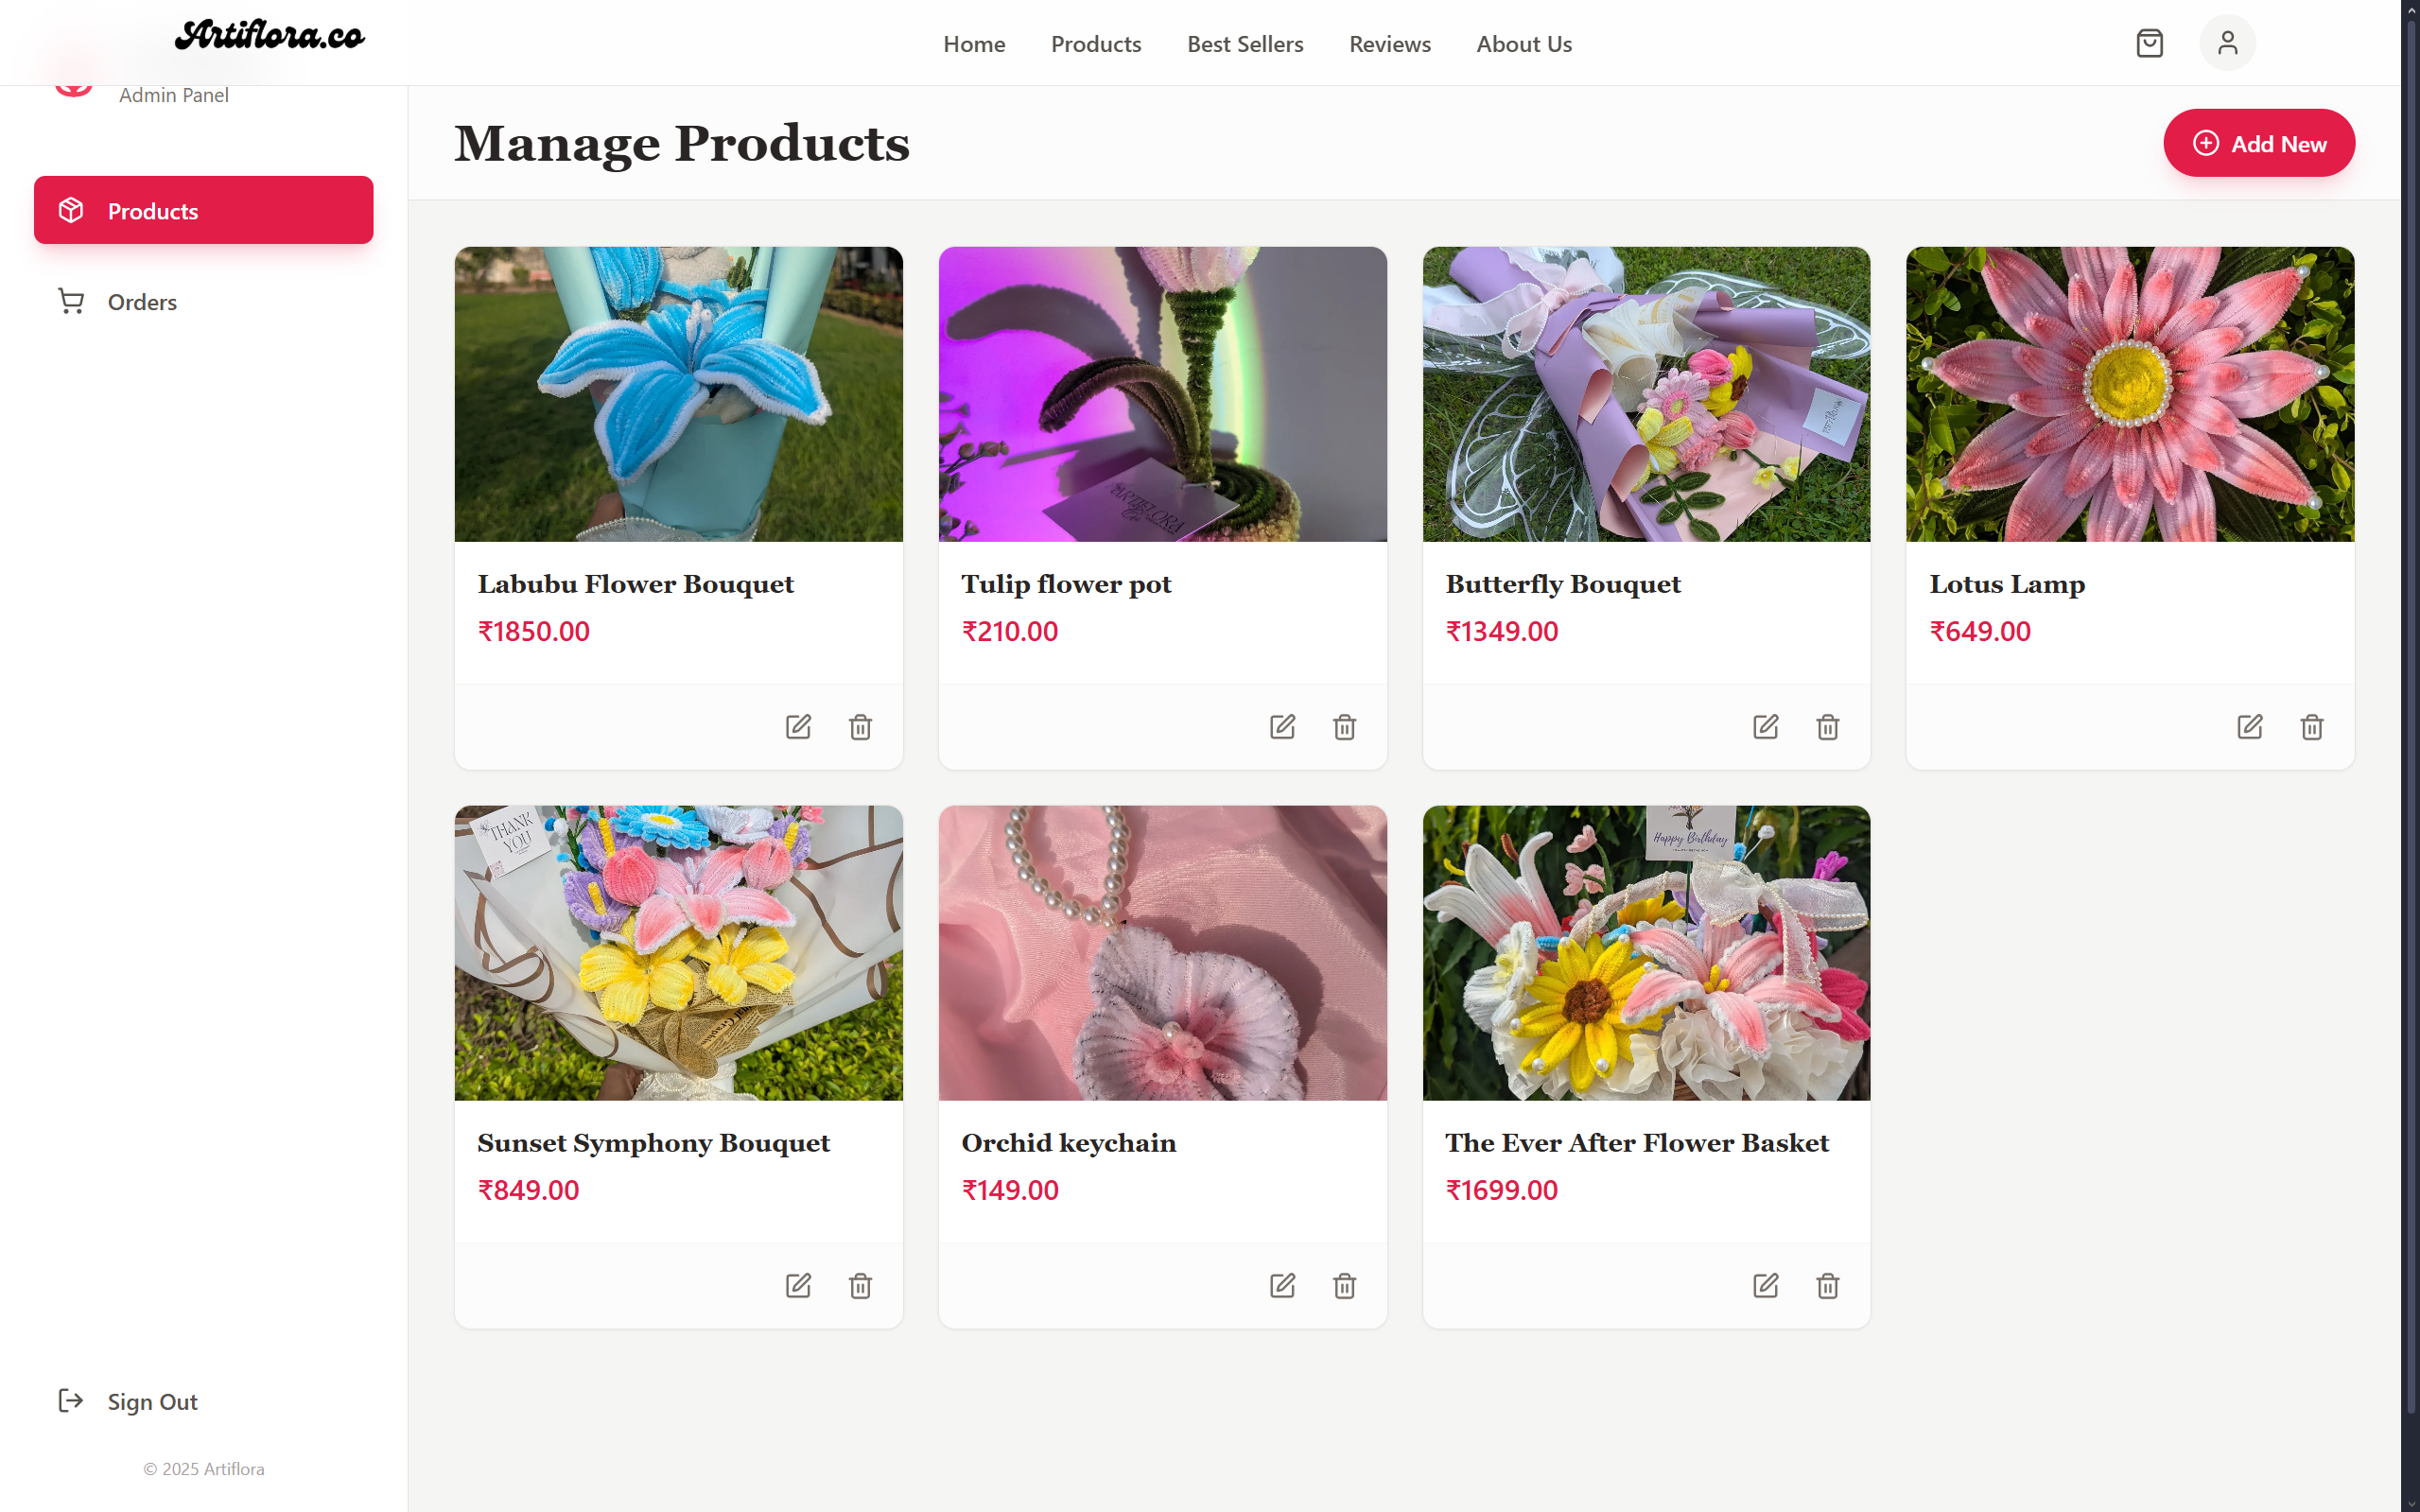 Artiflora.co
Home
Products
Best Sellers
Reviews
About Us
Admin Panel
Manage Products
Add New
Products
Orders
ARTIFLORA
Labubu Flower Bouquet
₹1850.00
Tulip flower pot
₹210.00
Butterfly Bouquet
₹1349.00
Lotus Lamp
₹649.00
THANK
YOU
Happy Birthday
Sunset Symphony Bouquet
₹849.00
Orchid keychain
₹149.00
The Ever After Flower Basket
₹1699.00
Sign Out
© 2025 Artiflora